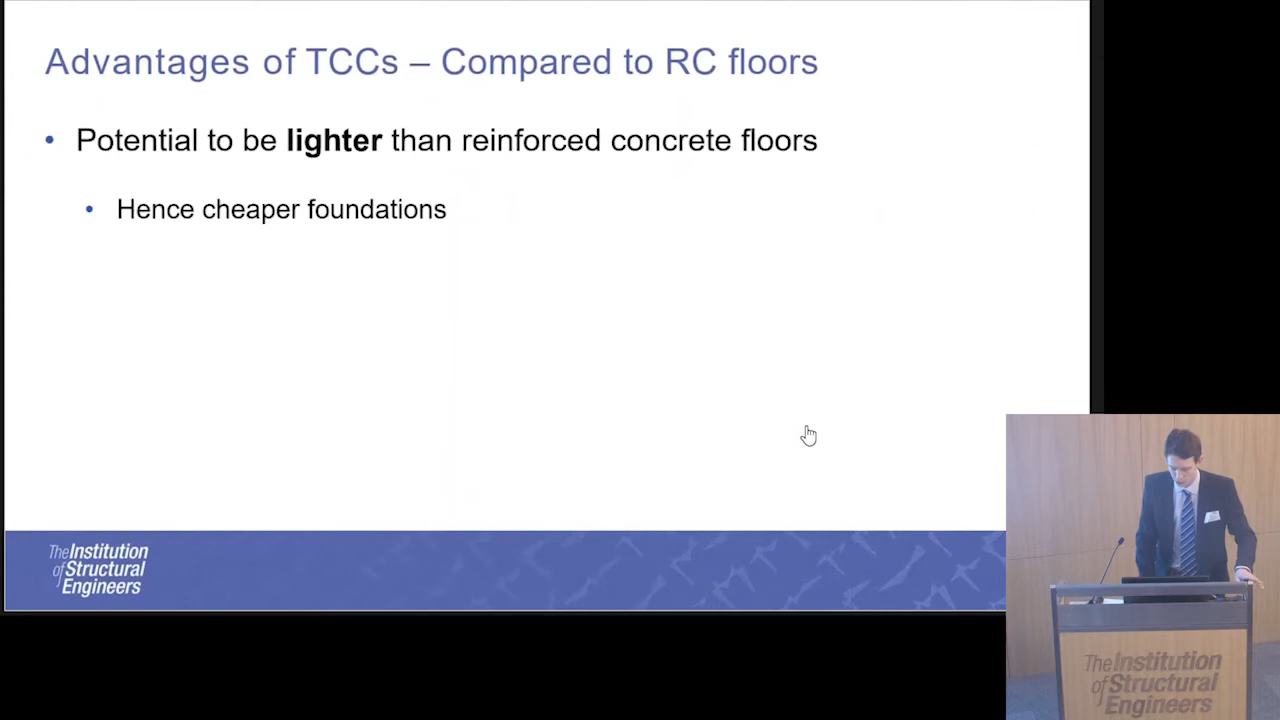 Advantages of TCCs – Compared to RC floors
• Potential to be lighter than reinforced concrete floors
• Hence cheaper foundations
The Institution
of Structural
Engineers
The Institution
of Structural
Engineers